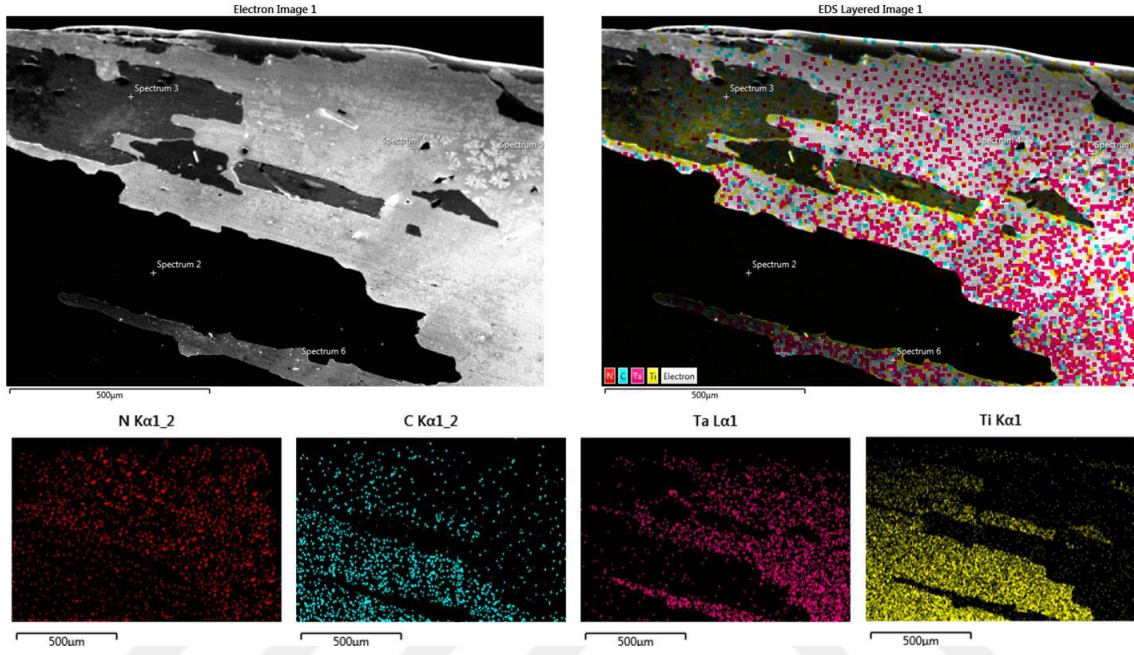 Electron Image 1
EDS Layered Image 1
Spectrum 3
Spectrum 4
Spectrum 5
Spectrum 2
Spectrum 6
500µm
Spectrum 3
Spectrum 4
Spectrum
Spectrum 2
Spectrum 6
N C Ta Ti Electron
500µm
N Kα1_2
C Kα1_2
Ta Lα1
Ti Kα1
500µm
500µm
500µm
500µm